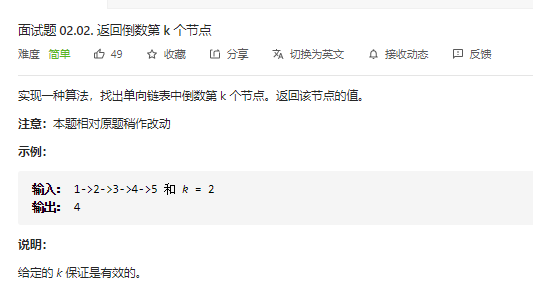 面试题 02.02. 返回倒数第 k 个节点
难度 简单 49 收藏 分享 切换为英文 接收动态 反馈
实现一种算法，找出单向链表中倒数第 k 个节点。返回该节点的值。
注意：本题相对原题稍作改动
示例：
输入： 1->2->3->4->5 和 k = 2
输出： 4
说明：
给定的 k 保证是有效的。